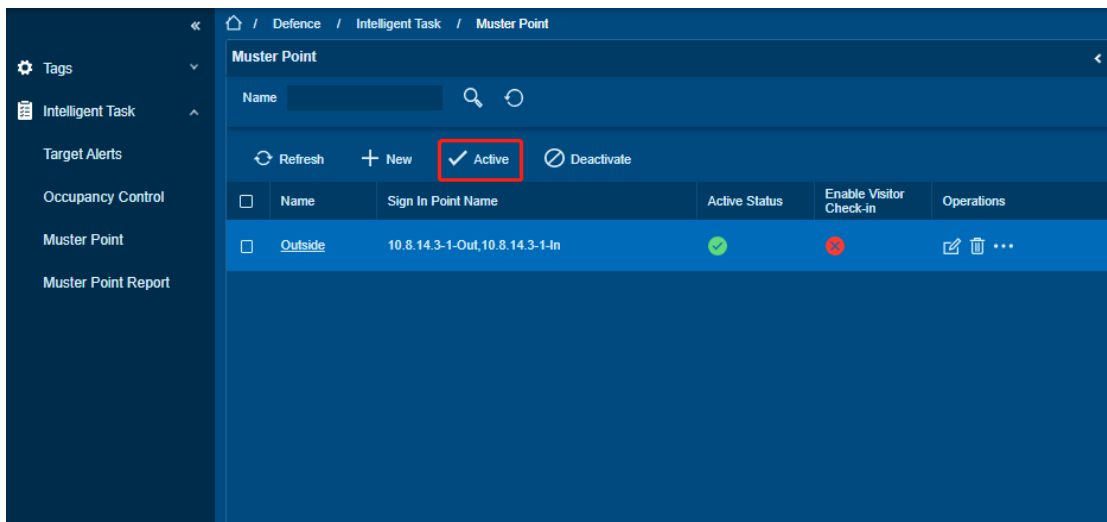 / Defence / Intelligent Task / Muster Point
Tags
Intelligent Task
Target Alerts
Occupancy Control
Muster Point
Muster Point Report
Muster Point
Name
Refresh New Active Deactivate
Name Sign In Point Name Active Status Enable Visitor Check-in Operations
Outside 10.8.14.3-1-Out,10.8.14.3-1-In